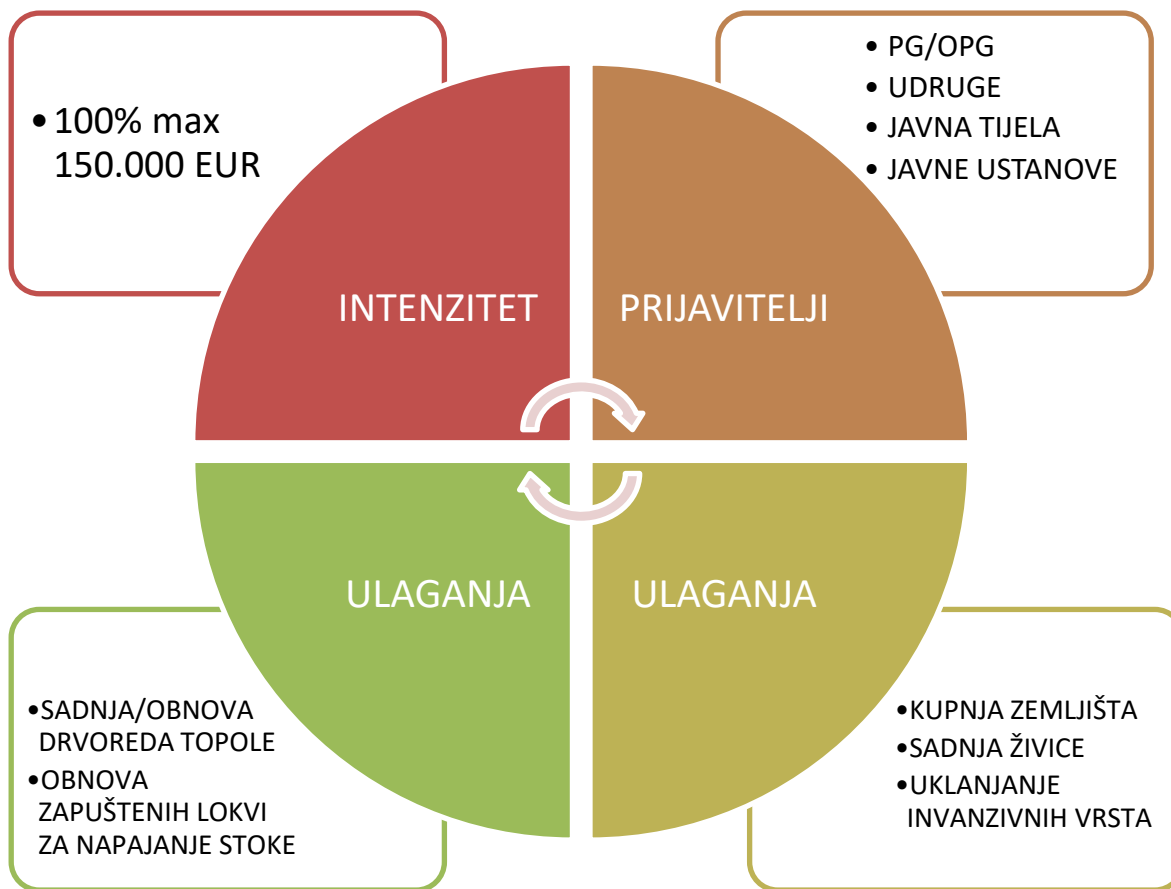 • 100% max
150.000 EUR
• PG/OPG
• UDRUGE
• JAVNA TIJELA
• JAVNE USTANOVE
INTENZITET
PRIJAVITELJI
ULAGANJA
ULAGANJA
•SADNJA/OBNOVA
DRVOREDA TOPOLE
•OBNOVA
ZAPUŠTENIH LOKVI
ZA NAPAJANJE STOKE
•KUPNJA ZEMLJIŠTA
•SADNJA ŽIVICE
•UKLANJANJE
INVANZIVNIH VRSTA